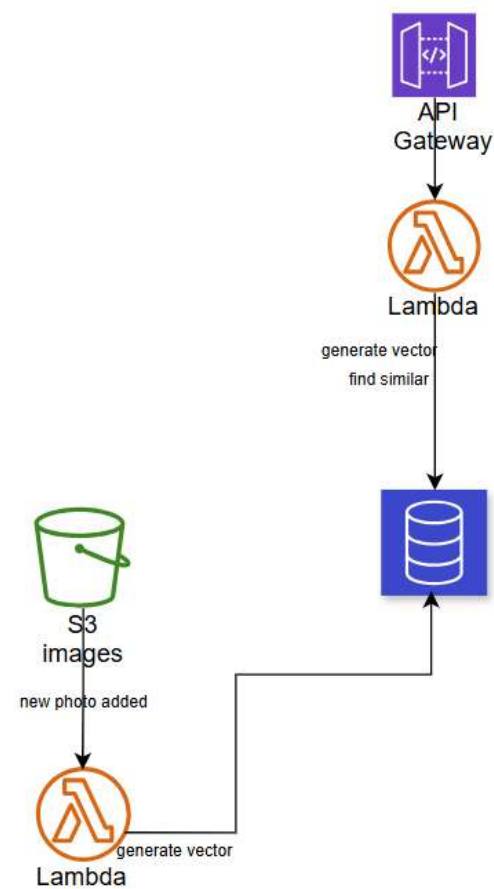 API
Gateway
Lambda
generate vector
find similar
S3
images
new photo added
generate vector
Lambda